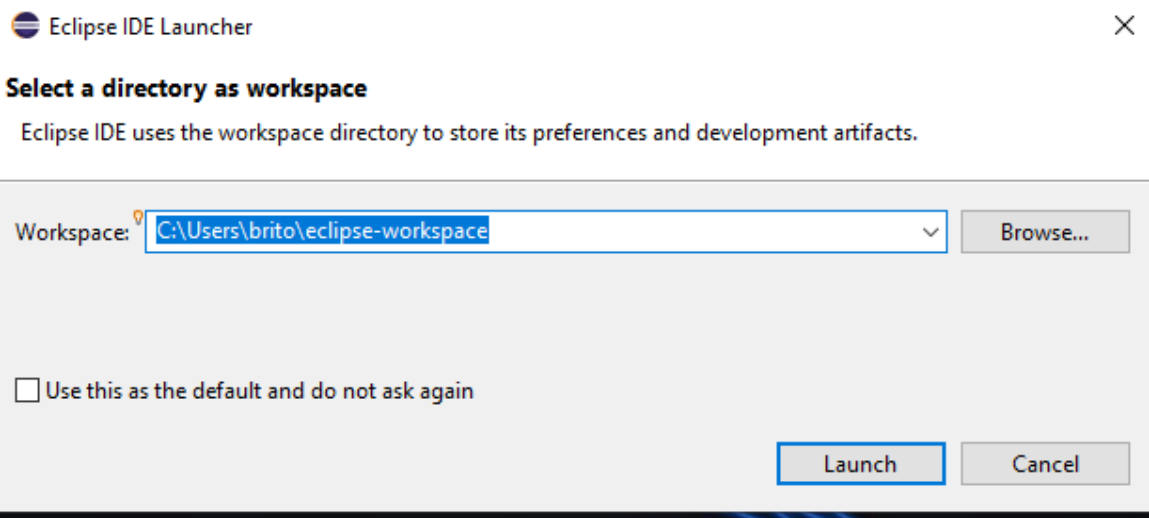 Eclipse IDE Launcher
Select a directory as workspace
Eclipse IDE uses the workspace directory to store its preferences and development artifacts.
Workspace: C:\Users\brito\eclipse-workspace Browse...
Use this as the default and do not ask again
Launch Cancel